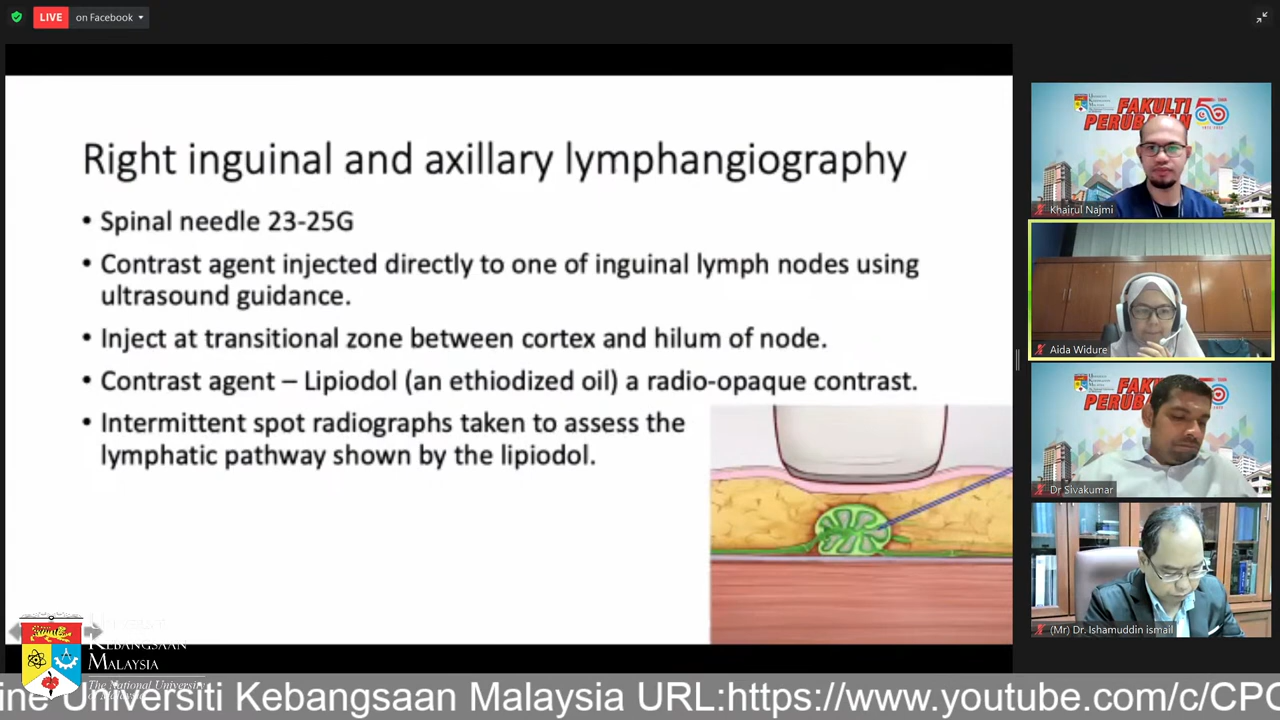 LIVE on Facebook
Right inguinal and axillary lymphangiography
• Spinal needle 23-25G
• Contrast agent injected directly to one of inguinal lymph nodes using
ultrasound guidance.
• Inject at transitional zone between cortex and hilum of node.
• Contrast agent – Lipiodol (an ethiodized oil) a radio-opaque contrast.
• Intermittent spot radiographs taken to assess the
lymphatic pathway shown by the lipiodol.
FAKULTI
PERUBATAN
Khairul Najmi
Aida Widure
FAKULTI
Dr Sivakumar
(Mr) Dr. Ishamuddin ismail
KEBANGSAAN
MALAYSIA
The National University
ine Universiti Kebangsaan Malaysia URL:https://www.youtube.com/c/CPC